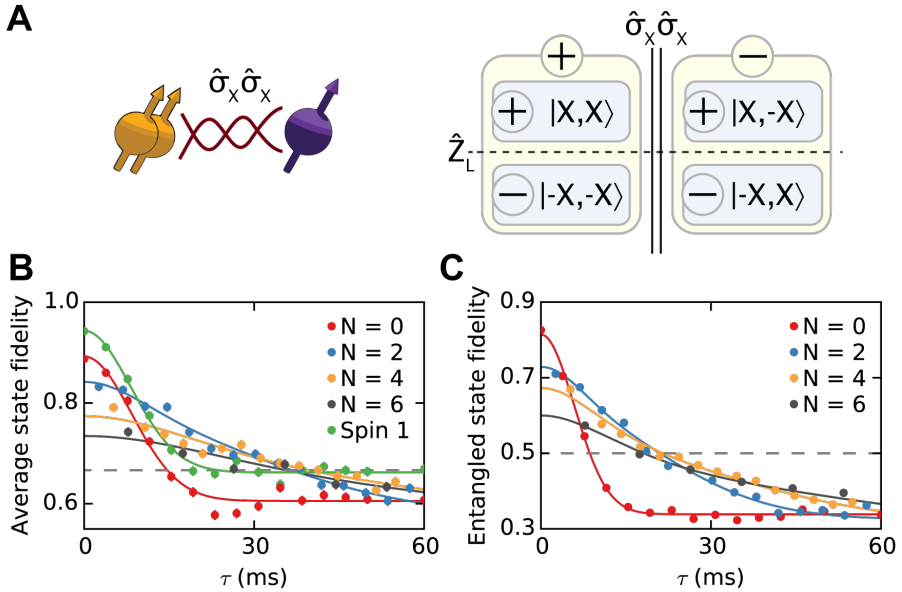 A
σ̂ₓσ̂ₓ
σ̂ₓσ̂ₓ
+ −
+ |X,X⟩ + |X,-X⟩
Ẑ_L
− |-X,-X⟩ − |-X,X⟩
B
Average state fidelity
1.0
0.8
0.6
0 30 60
τ (ms)
N = 0
N = 2
N = 4
N = 6
Spin 1
C
Entangled state fidelity
0.9
0.7
0.5
0.3
0 30 60
τ (ms)
N = 0
N = 2
N = 4
N = 6